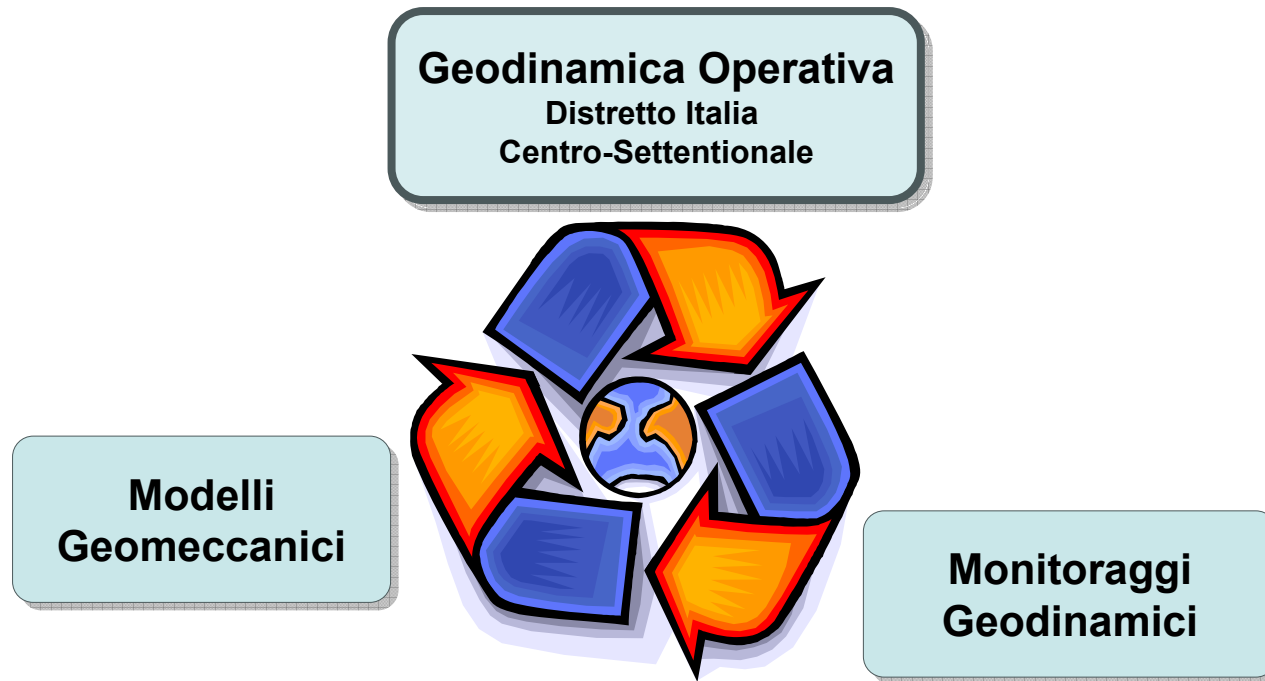 Geodinamica Operativa
Distretto Italia
Centro-Settentionale
Modelli
Geomeccanici
Monitoraggi
Geodinamici